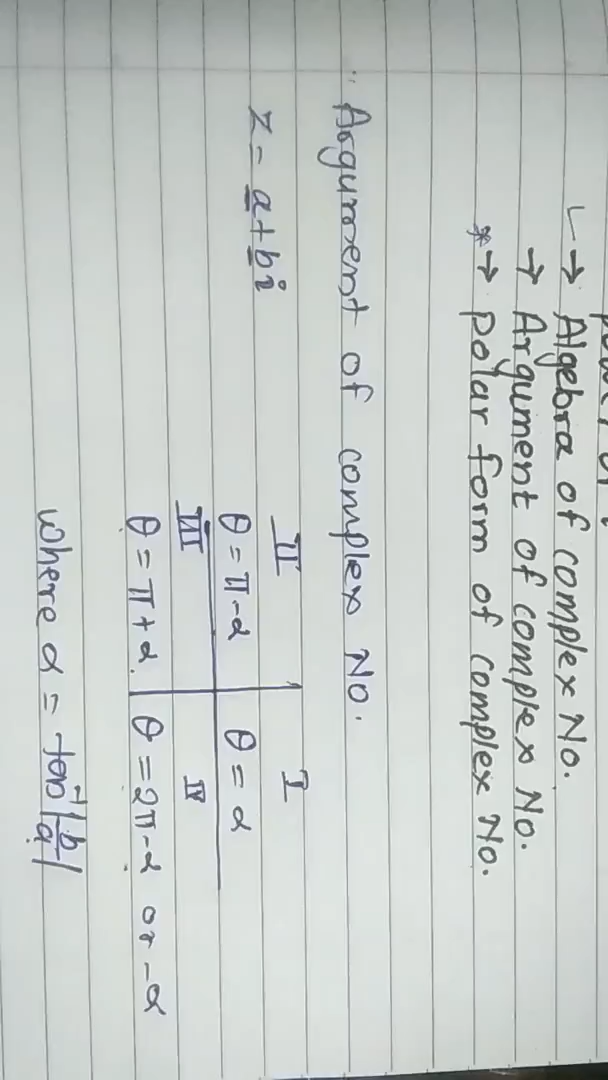 ↳ Algebra of complex No.
→ Argument of complex No.
*→ polar form of complex No.
Argument of complex No.
z = a + bi
II I
θ = π - α θ = α
III IV
θ = π + α θ = 2π - α or -α
where α = tan⁻¹ |b/a|